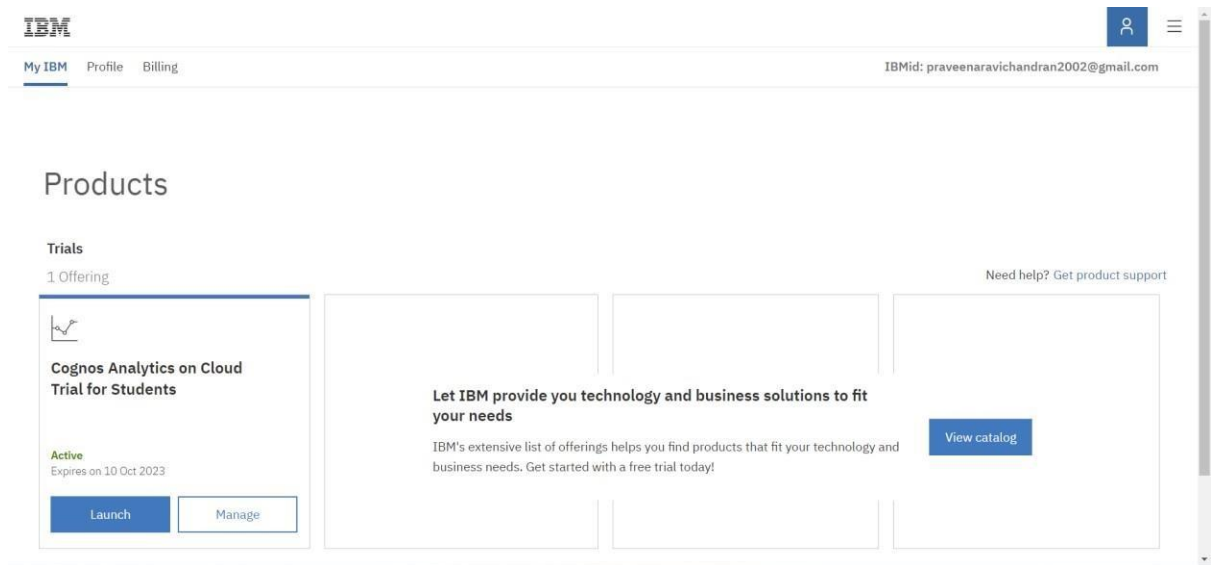 IBM
My IBM Profile Billing IBMid: praveenaravichandran2002@gmail.com
Products
Trials
1 Offering
Need help? Get product support
Cognos Analytics on Cloud
Trial for Students
Active
Expires on 10 Oct 2023
Launch Manage
Let IBM provide you technology and business solutions to fit
your needs
IBM's extensive list of offerings helps you find products that fit your technology and
business needs. Get started with a free trial today!
View catalog